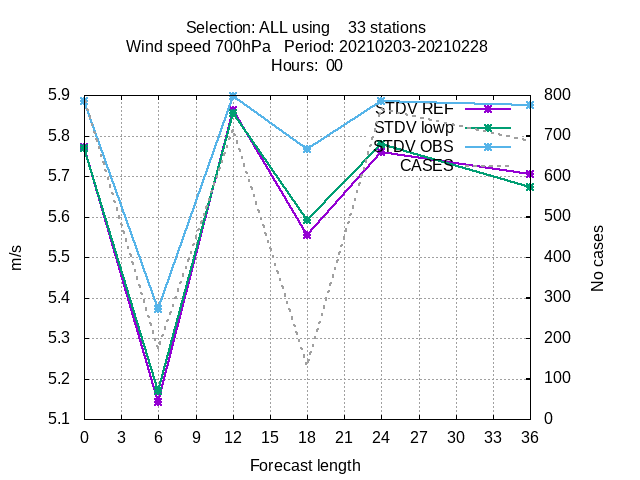 Selection: ALL using 33 stations
Wind speed 700hPa Period: 20210203-20210228
Hours: 00
5.9
5.8
5.7
5.6
5.5
5.4
5.3
5.2
5.1
m/s
STDV REF
STDV lowp
STDV OBS
CASES
800
700
600
500
400
300
200
100
0
No cases
0 3 6 9 12 15 18 21 24 27 30 33 36
Forecast length